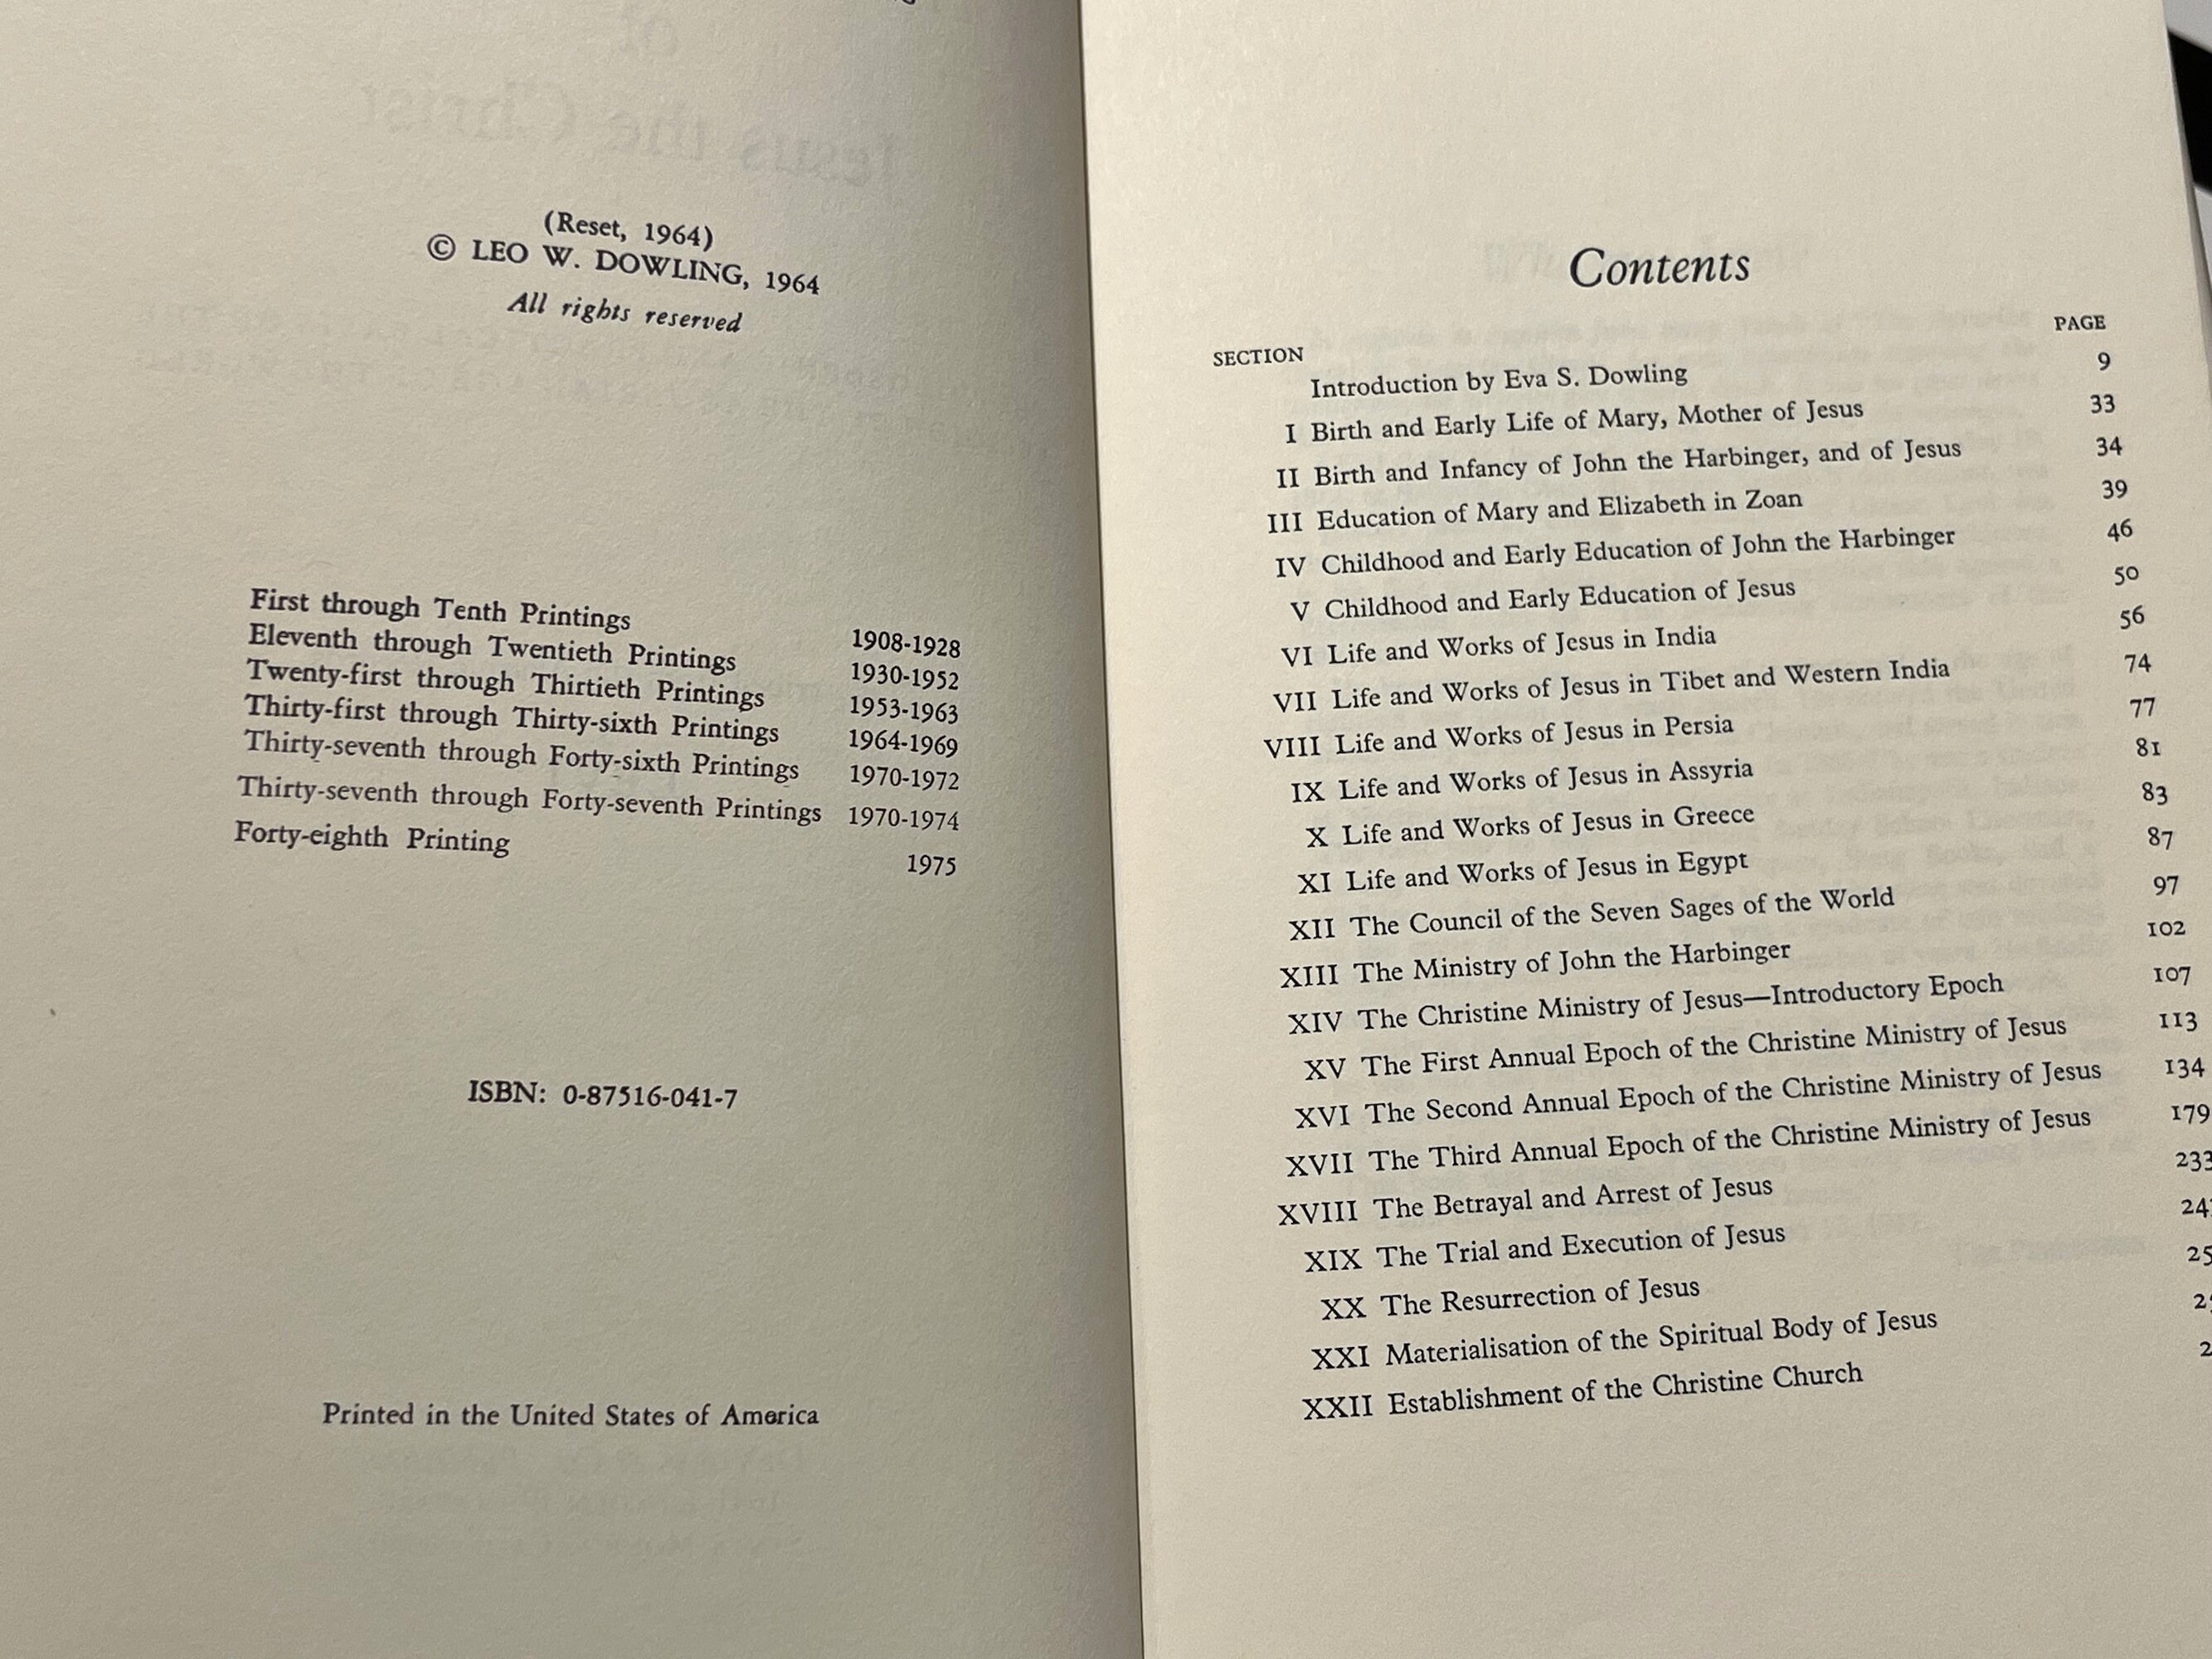 (Reset, 1964)
© LEO W. DOWLING, 1964
All rights reserved
First through Tenth Printings 1908-1928
Eleventh through Twentieth Printings 1930-1952
Twenty-first through Thirtieth Printings 1953-1963
Thirty-first through Thirty-sixth Printings 1964-1969
Thirty-seventh through Forty-sixth Printings 1970-1972
Thirty-seventh through Forty-seventh Printings 1970-1974
Forty-eighth Printing 1975
ISBN: 0-87516-041-7
Printed in the United States of America
Contents
SECTION PAGE
Introduction by Eva S. Dowling 9
I Birth and Early Life of Mary, Mother of Jesus 33
II Birth and Infancy of John the Harbinger, and of Jesus 34
III Education of Mary and Elizabeth in Zoan 39
IV Childhood and Early Education of John the Harbinger 46
V Childhood and Early Education of Jesus 50
VI Life and Works of Jesus in India 56
VII Life and Works of Jesus in Tibet and Western India 74
VIII Life and Works of Jesus in Persia 77
IX Life and Works of Jesus in Assyria 81
X Life and Works of Jesus in Greece 83
XI Life and Works of Jesus in Egypt 87
XII The Council of the Seven Sages of the World 97
XIII The Ministry of John the Harbinger 102
XIV The Christine Ministry of Jesus—Introductory Epoch 107
XV The First Annual Epoch of the Christine Ministry of Jesus 113
XVI The Second Annual Epoch of the Christine Ministry of Jesus 134
XVII The Third Annual Epoch of the Christine Ministry of Jesus 179
XVIII The Betrayal and Arrest of Jesus 233
XIX The Trial and Execution of Jesus
XX The Resurrection of Jesus
XXI Materialisation of the Spiritual Body of Jesus
XXII Establishment of the Christine Church